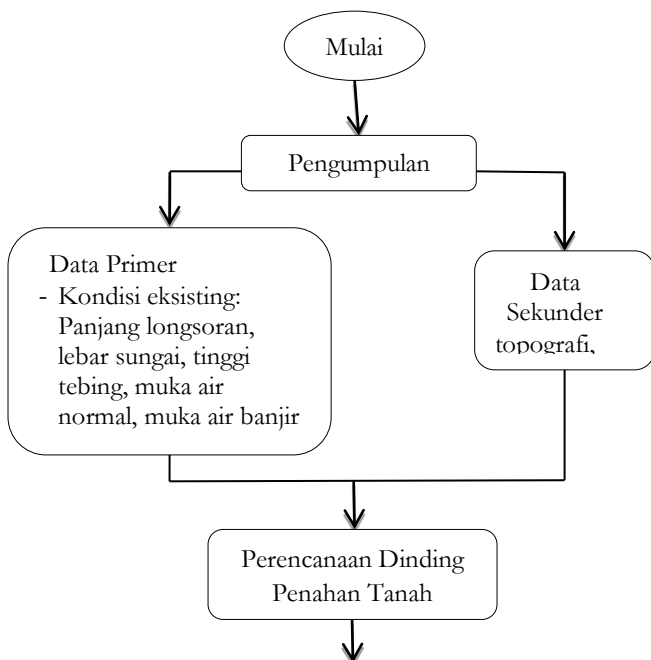 Mulai
Pengumpulan
Data Primer
- Kondisi eksisting:
Panjang longsoran,
lebar sungai, tinggi
tebing, muka air
normal, muka air banjir
Data
Sekunder
topografi,
Perencanaan Dinding
Penahan Tanah